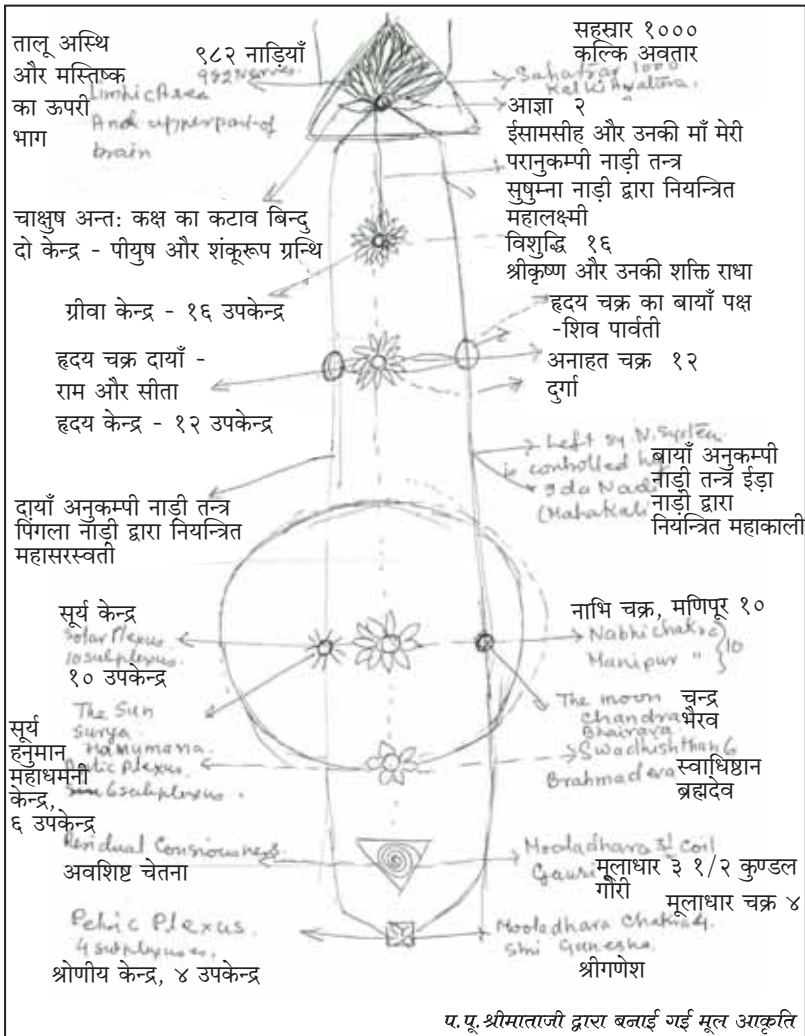 तालू अस्थि
और मस्तिष्क
का ऊपरी
भाग
Limbic Area
And upper part of
brain
९८२ नाड़ियाँ
982 Nerves.
सहस्रार १०००
कल्कि अवतार
Sahatrar 1000
Kalki Avatara.
आज्ञा २
ईसामसीह और उनकी माँ मेरी
परानुकम्पी नाड़ी तन्त्र
सुषुम्ना नाड़ी द्वारा नियन्त्रित
महालक्ष्मी
चाक्षुष अन्त: कक्ष का कटाव बिन्दु
दो केन्द्र - पीयुष और शंकूरूप ग्रन्थि
विशुद्धि १६
श्रीकृष्ण और उनकी शक्ति राधा
ग्रीवा केन्द्र - १६ उपकेन्द्र
हृदय चक्र का बायाँ पक्ष
-शिव पार्वती
हृदय चक्र दायाँ -
राम और सीता
हृदय केन्द्र - १२ उपकेन्द्र
अनाहत चक्र १२
दुर्गा
Left sy. N. System
controlled by
Ida Nadi
(Mahakali
बायाँ अनुकम्पी
नाड़ी तन्त्र ईड़ा
नाड़ी द्वारा
नियन्त्रित महाकाली
दायाँ अनुकम्पी नाड़ी तन्त्र
पिंगला नाड़ी द्वारा नियन्त्रित
महासरस्वती
सूर्य केन्द्र
Solar Plexus
10 subplexus.
१० उपकेन्द्र
नाभि चक्र, मणिपूर १०
Nabhi chakra
Manipur " } 10
The Sun
Surya
Hanumana.
सूर्य
हनुमान
महाधमनी
केन्द्र,
६ उपकेन्द्र
plexus.
6 subplexus.
The moon
Chandra
Bhairava
चन्द्र
भैरव
Swadhishthan 6
Brahmadeva
स्वाधिष्ठान
ब्रह्मदेव
Residual Consiousness.
अवशिष्ट चेतना
Mooladhara 3½ coil
Gauri
मूलाधार ३ १/२ कुण्डल
गौरी
मूलाधार चक्र ४
Pelvic Plexus.
4 subplexuses.
श्रोणीय केन्द्र, ४ उपकेन्द्र
Mooladhara Chakra 4.
Shri Ganesha.
श्रीगणेश
प.पू.श्रीमाताजी द्वारा बनाई गई मूल आकृति